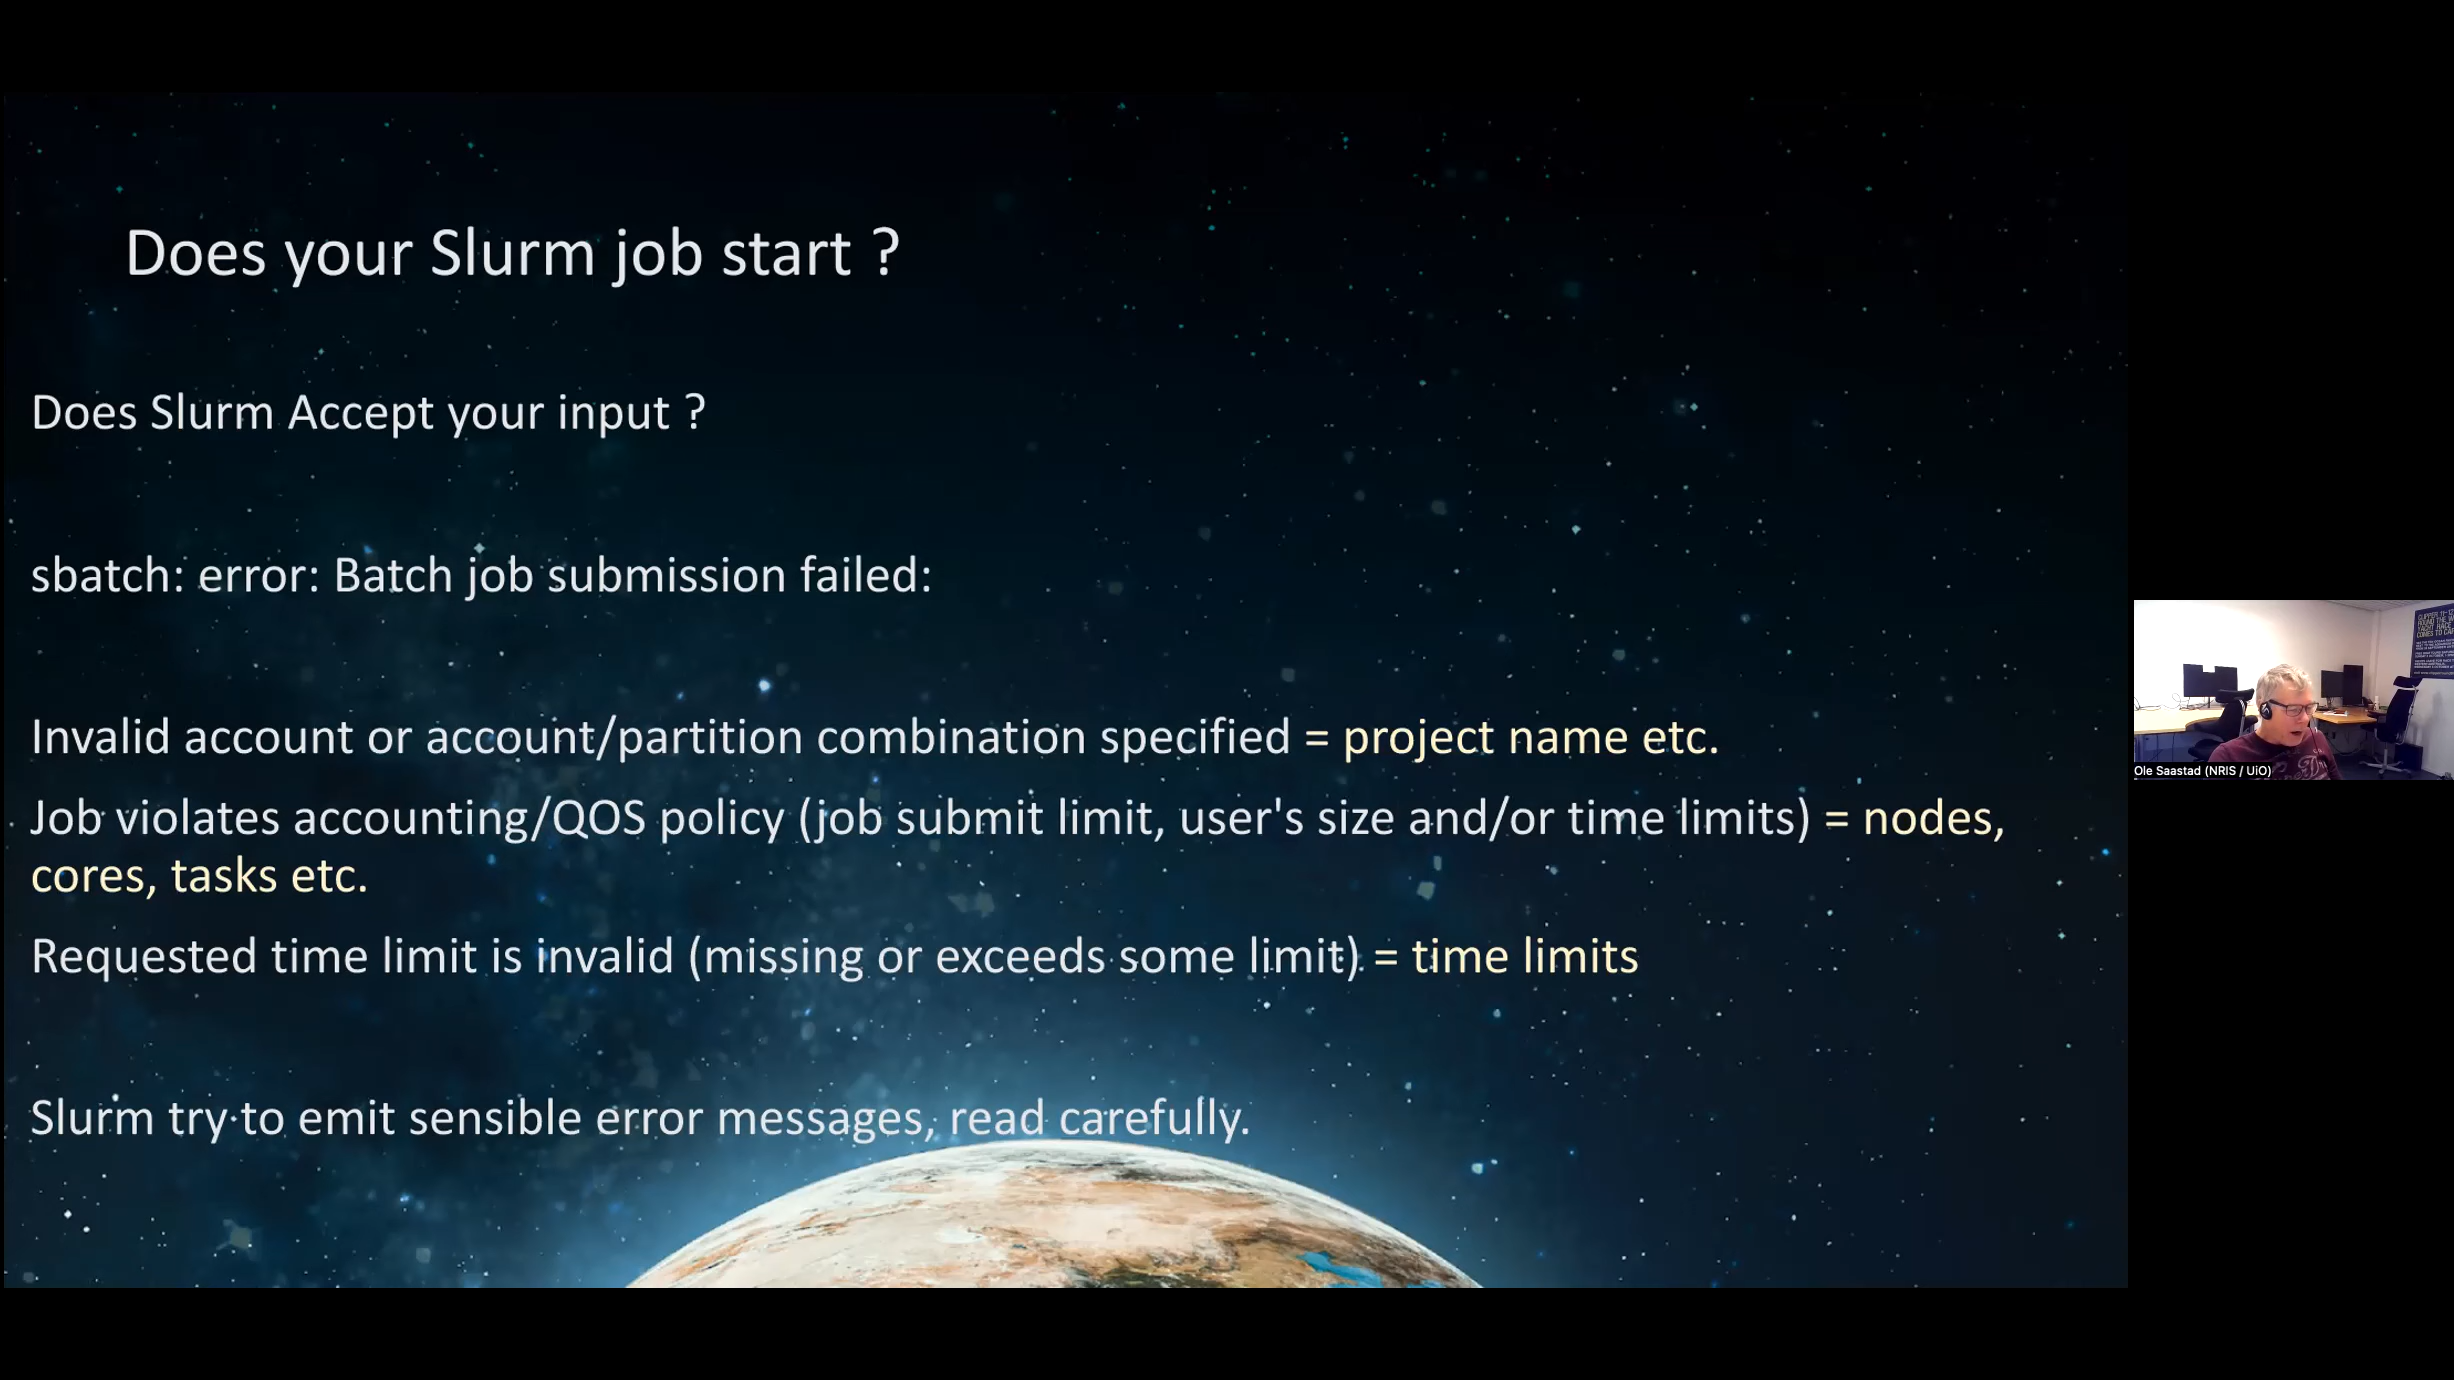 Does your Slurm job start ?
Does Slurm Accept your input ?
sbatch: error: Batch job submission failed:
Invalid account or account/partition combination specified = project name etc.
Job violates accounting/QOS policy (job submit limit, user's size and/or time limits) = nodes,
cores, tasks etc.
Requested time limit is invalid (missing or exceeds some limit) = time limits
Slurm try to emit sensible error messages, read carefully.
Ole Saastad (NRIS / UiO)